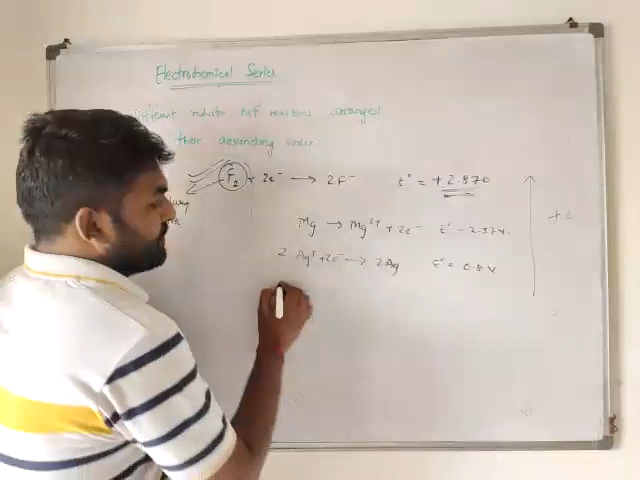 Electrochemical Series
Different reduction half reactions arranged
their descending order
F₂ + 2e⁻ → 2F⁻ E° = +2.870
Mg → Mg²⁺ + 2e⁻ E° - 2.37V.
2 Ag⁺ + 2e⁻ → 2Ag E° = 0.8 V